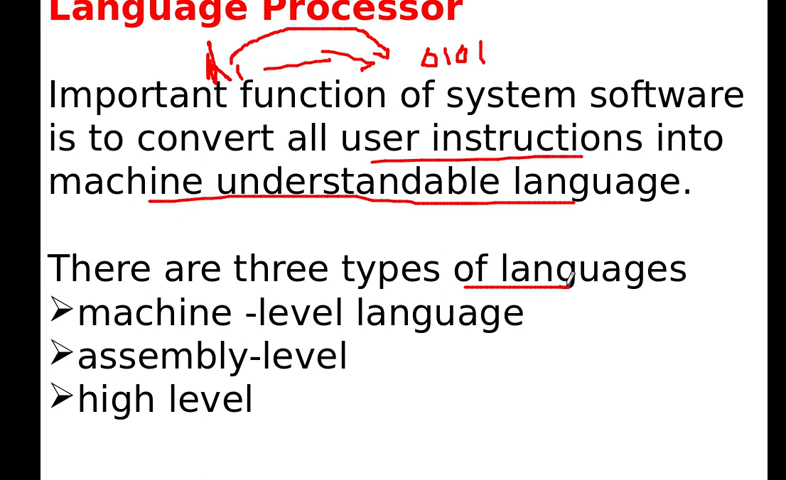 Language Processor
0101
Important function of system software
is to convert all user instructions into
machine understandable language.
There are three types of languages
➢machine -level language
➢assembly-level
➢high level